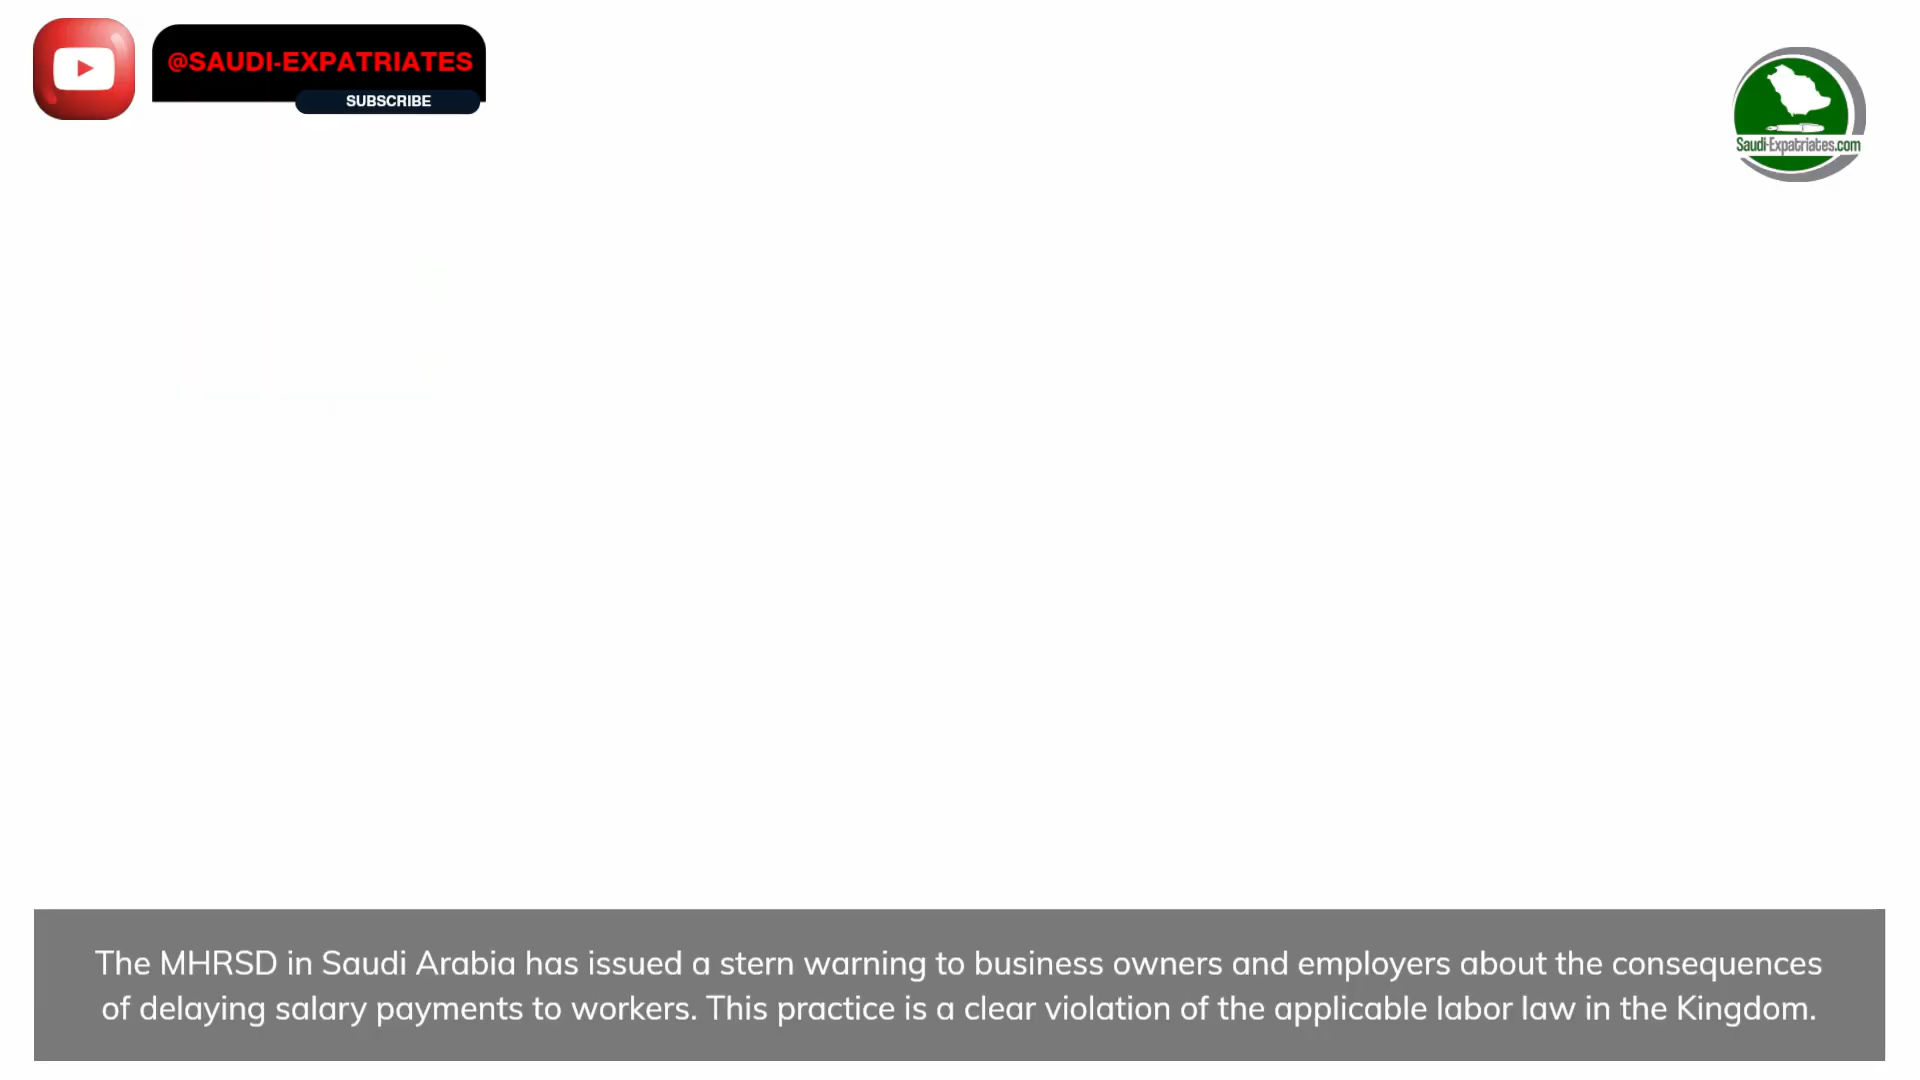 @SAUDI-EXPATRIATES
SUBSCRIBE
Saudi-Expatriates.com
The MHRSD in Saudi Arabia has issued a stern warning to business owners and employers about the consequences
of delaying salary payments to workers. This practice is a clear violation of the applicable labor law in the Kingdom.